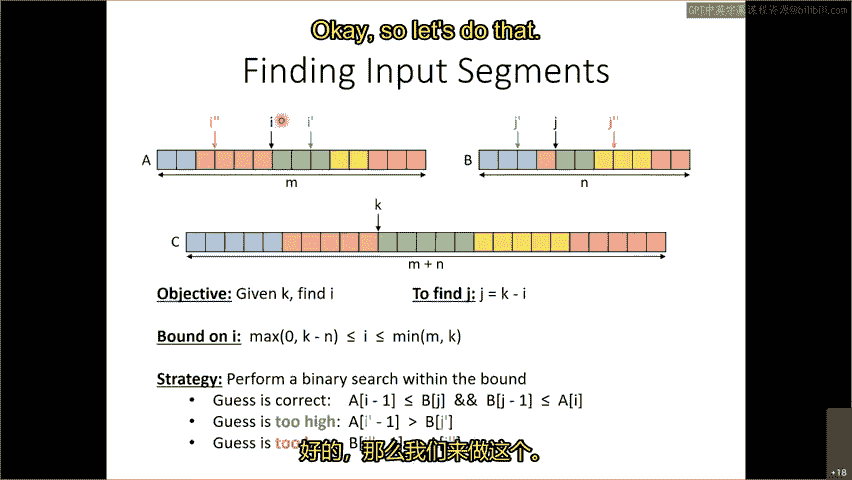 GPT中英字幕课程资源@bilibili.com
Okay, so let's do that.
Finding Input Segments
i'' i i' j' j j''
A B
m n
k
C
m + n
Objective: Given k, find i To find j: j = k - i
Bound on i: max(0, k - n) ≤ i ≤ min(m, k)
Strategy: Perform a binary search within the bound
• Guess is correct: A[i - 1] ≤ B[j] && B[j - 1] ≤ A[i]
• Guess is too high: A[i' - 1] > B[j']
• Guess is
好的，那么我们来做这个。
+18